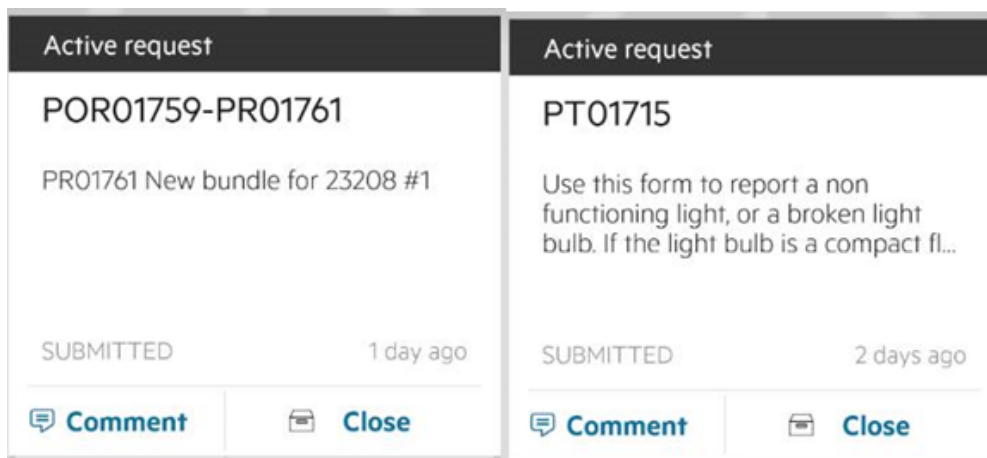 Active request
POR01759-PR01761
PR01761 New bundle for 23208 #1
SUBMITTED 1 day ago
Comment Close
Active request
PT01715
Use this form to report a non
functioning light, or a broken light
bulb. If the light bulb is a compact fl...
SUBMITTED 2 days ago
Comment Close